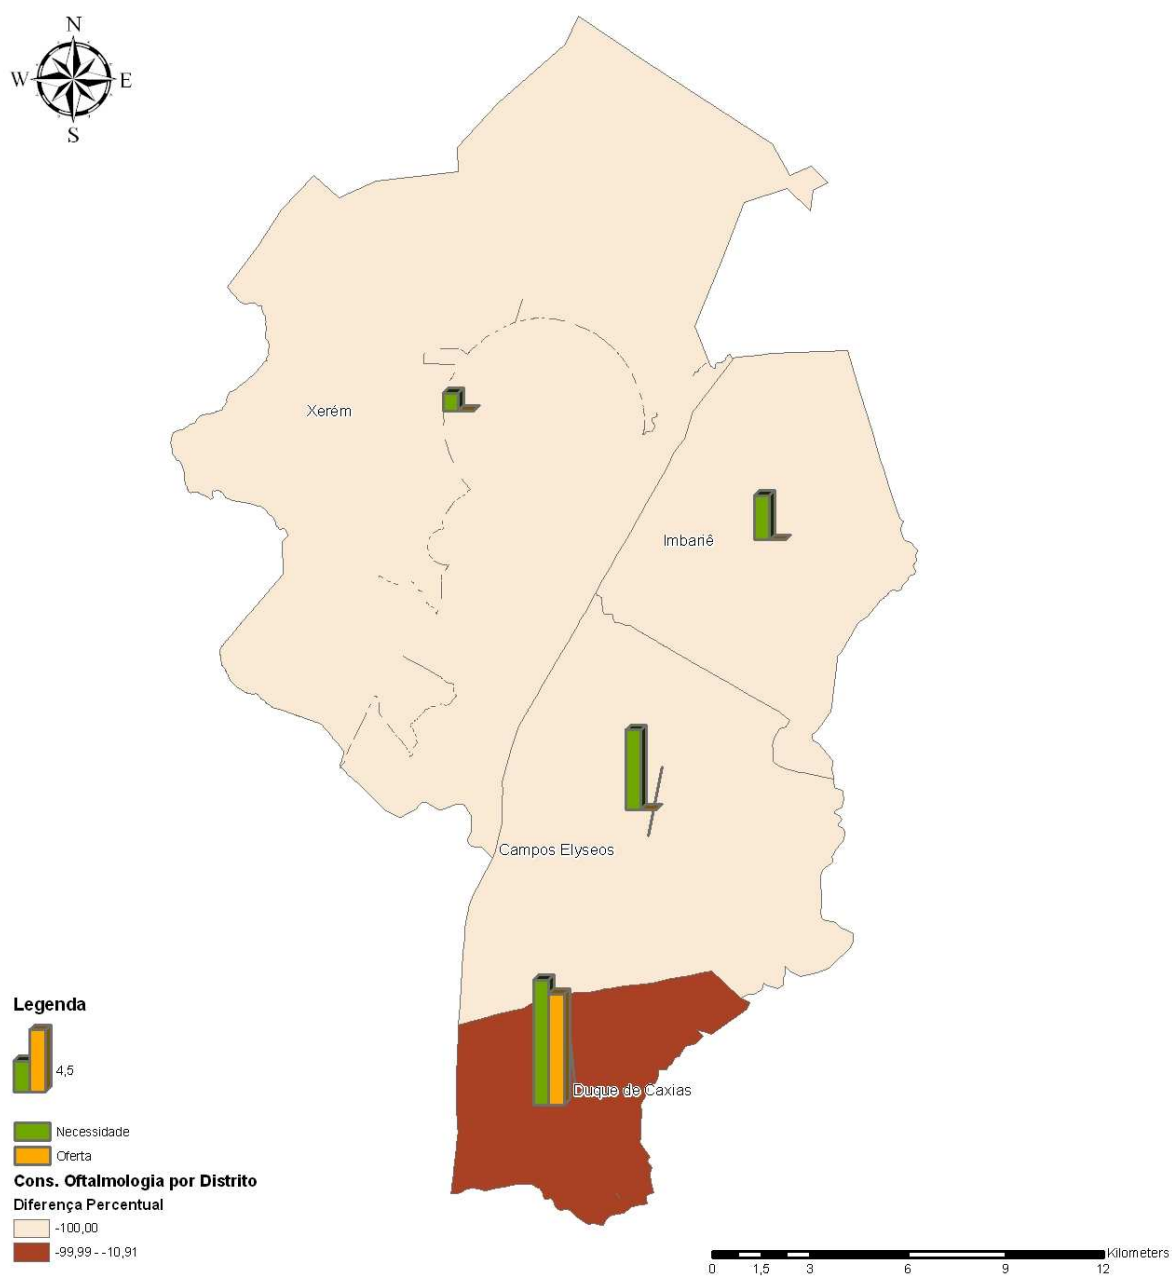 N
W E
S
Xerém
Imbariê
Campos Elyseos
Duque de Caxias
Legenda
4,5
Necessidade
Oferta
Cons. Oftalmologia por Distrito
Diferença Percentual
-100,00
-99,99 - -10,91
Kilometers
0 1,5 3 6 9 12